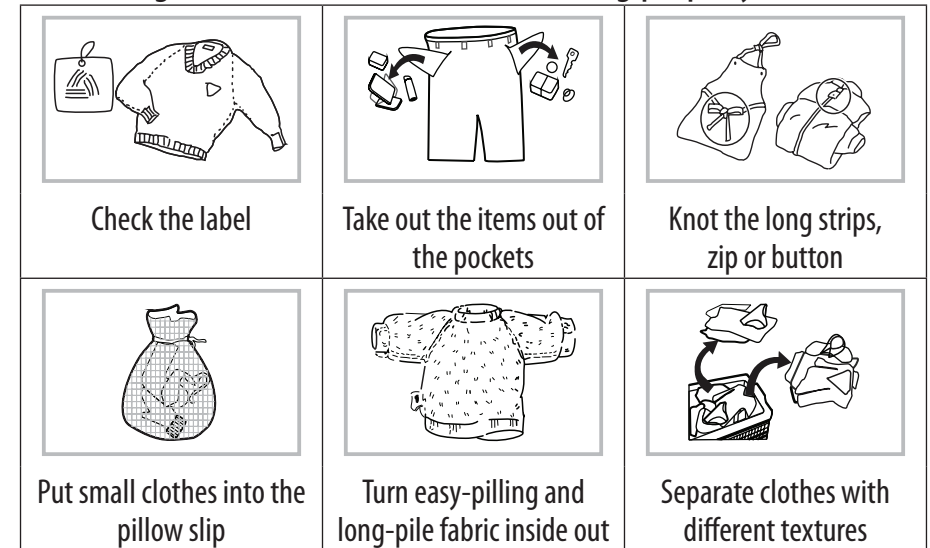 Check the label
Take out the items out of
the pockets
Knot the long strips,
zip or button
Put small clothes into the
pillow slip
Turn easy-pilling and
long-pile fabric inside out
Separate clothes with
different textures